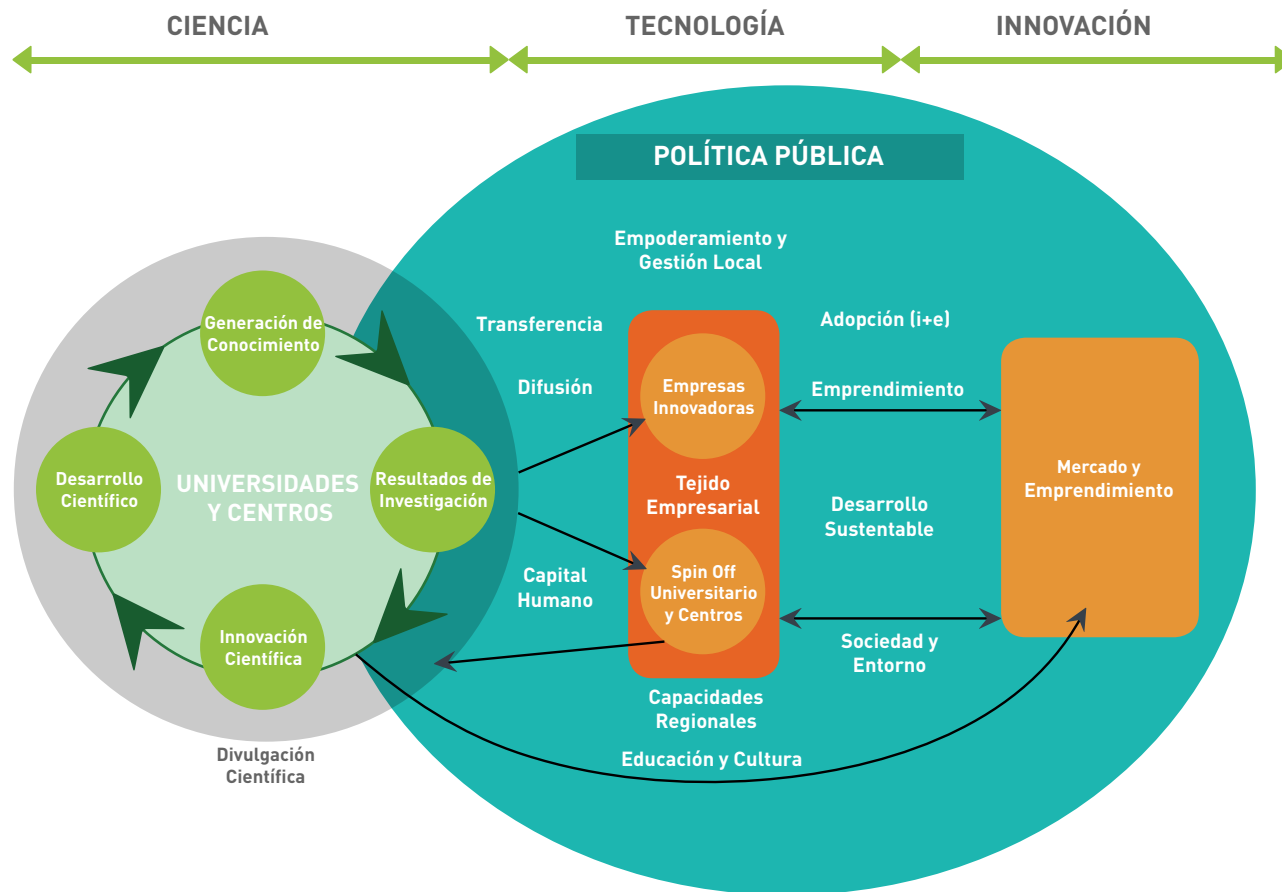 CIENCIA
TECNOLOGÍA
INNOVACIÓN
POLÍTICA PÚBLICA
Empoderamiento y
Gestión Local
Generación de
Conocimiento
Transferencia
Adopción (i+e)
Difusión
Empresas
Innovadoras
Emprendimiento
Desarrollo
Científico
UNIVERSIDADES
Y CENTROS
Resultados de
Investigación
Tejido
Empresarial
Desarrollo
Sustentable
Mercado y
Emprendimiento
Capital
Humano
Spin Off
Universitario
y Centros
Innovación
Científica
Sociedad y
Entorno
Capacidades
Regionales
Divulgación
Científica
Educación y Cultura